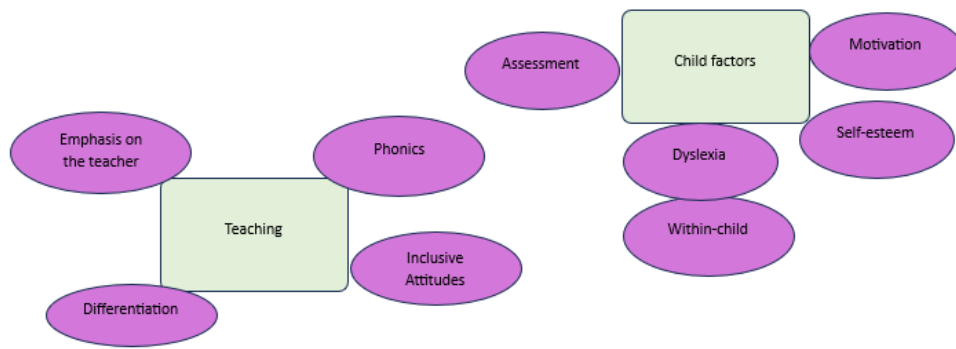 Emphasis on
the teacher
Phonics
Teaching
Inclusive
Attitudes
Differentiation
Assessment
Child factors
Motivation
Self-esteem
Dyslexia
Within-child